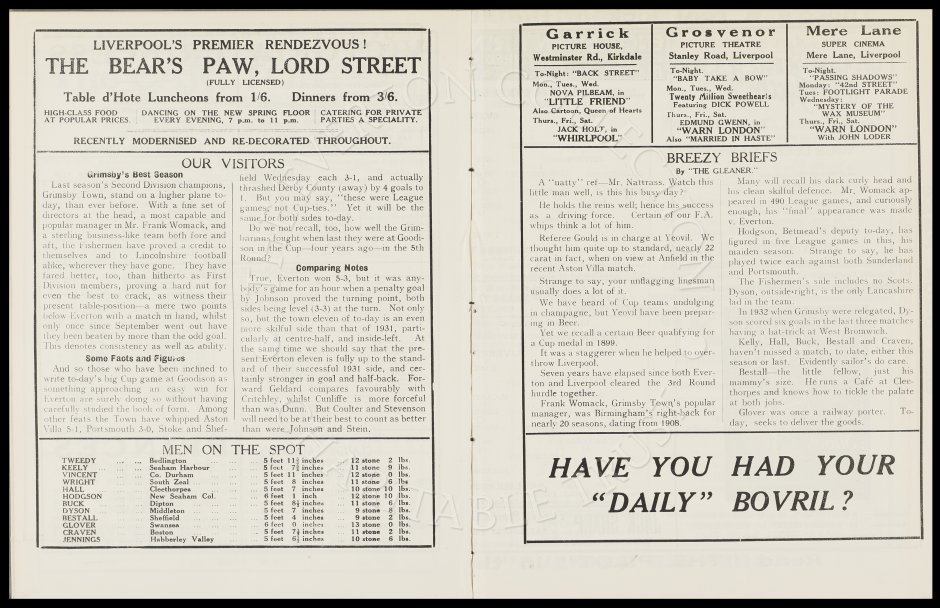 LIVERPOOL'S PREMIER RENDEZVOUS!
THE BEAR'S PAW, LORD STREET
(FULLY LICENSED)
Table d'Hote Luncheons from 1/6. Dinners from 3/6.
HIGH-CLASS FOOD
AT POPULAR PRICES.
DANCING ON THE NEW SPRING FLOOR
EVERY EVENING, 7 p.m. to 11 p.m.
CATERING FOR PRIVATE
PARTIES A SPECIALITY.
RECENTLY MODERNISED AND RE-DECORATED THROUGHOUT.
OUR VISITORS
Grimsby's Best Season
Last season's Second Division champions,
Grimsby Town, stand on a higher plane to-
day, than ever before. With a fine set of
directors at the head, a most capable and
popular manager in Mr. Frank Womack, and
a sterling business-like team both fore and
aft, the Fishermen have proved a credit to
themselves and to Lincolnshire football
alike, wherever they have gone. They have
fared better, too, than hitherto as First
Division members, proving a hard nut for
even the best to crack, as witness their
present table-position—a mere two points
below Everton with a match in hand, whilst
only once since September went out have
they been beaten by more than the odd goal.
This denotes consistency as well as ability.
Some Facts and Figures
And so those who have been inclined to
write to-day's big Cup game at Goodison as
something approaching an easy win for
Everton are surely doing so without having
carefully studied the book of form. Among
other feats the Town have whipped Aston
Villa 5-1, Portsmouth 3-0, Stoke and Shef-
field Wednesday each 3-1, and actually
thrashed Derby County (away) by 4 goals to
1. But you may say, "these were League
games, not Cup-ties." Yet it will be the
same for both sides to-day.
Do we not recall, too, how well the Grim-
barians fought when last they were at Goodi-
son in the Cup—four years ago—in the 5th
Round?
Comparing Notes
True, Everton won 5-3, but it was any-
body's game for an hour when a penalty goal
by Johnson proved the turning point, both
sides being level (3-3) at the turn. Not only
so, but the town eleven of to-day is an even
more skilful side than that of 1931, parti-
cularly at centre-half, and inside-left. At
the same time we should say that the pre-
sent Everton eleven is fully up to the stand-
ard of their successful 1931 side, and cer-
tainly stronger in goal and half-back. For-
ward Geldard compares favourably with
Critchley, whilst Cunliffe is more forceful
than was Dunn. But Coulter and Stevenson
will need to be at their best to count as better
than were Johnson and Stein.
MEN ON THE SPOT
TWEEDY ... ... Bedlington ... 5 feet 11½ inches ... 12 stone 2 lbs.
KEELY ... ... Seaham Harbour ... 5 feet 7½ inches ... 11 stone 9 lbs.
VINCENT ... ... Co. Durham ... 5 feet 11 inches ... 12 stone 0 lbs.
WRIGHT ... ... South Zeal ... 5 feet 8 inches ... 11 stone 6 lbs.
HALL ... ... Cleethorpes ... 5 feet 7 inches ... 10 stone 10 lbs.
HODGSON ... ... New Seaham Col. ... 6 feet 1 inch ... 12 stone 10 lbs.
BUCK ... ... Dipton ... 5 feet 8½ inches ... 11 stone 6 lbs.
DYSON ... ... Middleton ... 5 feet 7 inches ... 9 stone 8 lbs.
BESTALL ... ... Sheffield ... 5 feet 4 inches ... 9 stone 2 lbs.
GLOVER ... ... Swansea ... 6 feet 0 inches ... 13 stone 0 lbs.
CRAVEN ... ... Boston ... 5 feet 7½ inches ... 11 stone 2 lbs.
JENNINGS ... ... Habberley Valley ... 5 feet 6½ inches ... 10 stone 6 lbs.
Garrick
PICTURE HOUSE,
Westminster Rd., Kirkdale
To-Night: "BACK STREET"
Mon., Tues., Wed.
NOVA PILBEAM, in
"LITTLE FRIEND"
Also Cartoon, Queen of Hearts
Thurs., Fri., Sat.
JACK HOLT, in
"WHIRLPOOL"
Grosvenor
PICTURE THEATRE
Stanley Road, Liverpool
To-Night.
"BABY TAKE A BOW"
Mon., Tues., Wed.
Twenty Million Sweethearts
Featuring DICK POWELL
Thurs., Fri., Sat.
EDMUND GWENN, in
"WARN LONDON"
Also "MARRIED IN HASTE"
Mere Lane
SUPER CINEMA
Mere Lane, Liverpool
To-Night.
"PASSING SHADOWS"
Monday: "42nd STREET"
Tues: FOOTLIGHT PARADE
Wednesday:
"MYSTERY OF THE
WAX MUSEUM"
Thurs., Fri., Sat.
"WARN LONDON"
With JOHN LODER
BREEZY BRIEFS
By "THE GLEANER."
A "natty" ref—Mr. Nattrass. Watch this
little man well, is this his busy day?
He holds the reins well; hence his success
as a driving force. Certain of our F.A.
whips think a lot of him.
Referee Gould is in charge at Yeovil. We
thought him quite up to standard, nearly 22
carat in fact, when on view at Anfield in the
recent Aston Villa match.
Strange to say, your unflagging linesman
usually does a lot of it.
We have heard of Cup teams undulging
in champagne, but Yeovil have been prepar-
ing in Beer.
Yet we recall a certain Beer qualifying for
a Cup medal in 1899.
It was a staggerer when he helped to over-
throw Liverpool.
Seven years have elapsed since both Ever-
ton and Liverpool cleared the 3rd Round
hurdle together.
Frank Womack, Grimsby Town's popular
manager, was Birmingham's right-back for
nearly 20 seasons, dating from 1908.
Many will recall his dark curly head and
his clean skilful defence. Mr. Womack ap-
peared in 490 League games, and curiously
enough, his "final" appearance was made
v. Everton.
Hodgson, Betmead's deputy to-day, has
figured in five League games in this, his
maiden season. Strange to say, he has
played twice each against both Sunderland
and Portsmouth.
The Fishermen's side includes no Scots.
Dyson, outside-right, is the only Lancashire
lad in the team.
In 1932 when Grimsby were relegated, Dy-
son scored six goals in the last three matches
having a hat-trick at West Bromwich.
Kelly, Hall, Buck, Bestall and Craven,
haven't missed a match, to date, either this
season or last. Evidently sailor's do care.
Bestall—the little fellow, just his
mammy's size. He runs a Café at Clee-
thorpes and knows how to tickle the palate
at both jobs.
Glover was once a railway porter. To-
day, seeks to deliver the goods.
HAVE YOU HAD YOUR
"DAILY" BOVRIL?